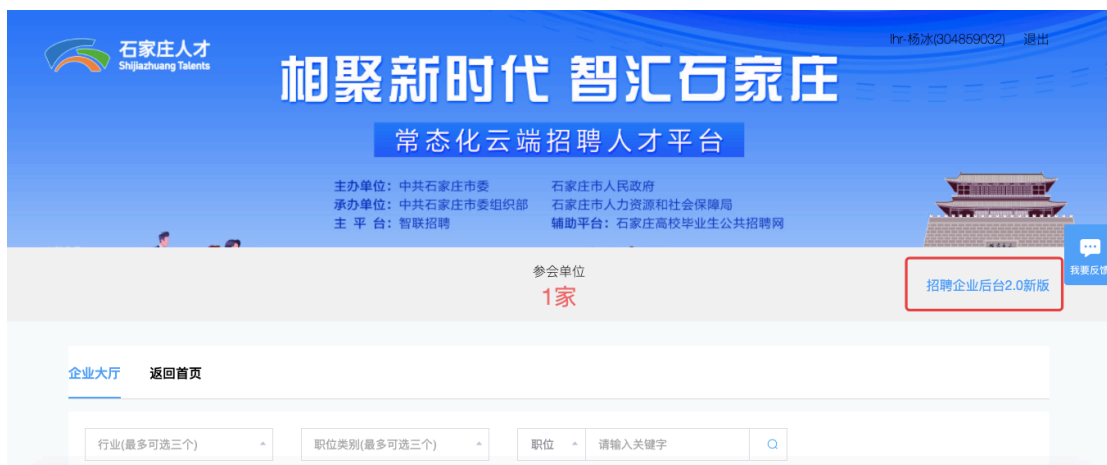 石家庄人才
Shijiazhuang Talents
lhr-杨冰(304859032) 退出
相聚新时代 智汇石家庄
常态化云端招聘人才平台
主办单位：中共石家庄市委 石家庄市人民政府
承办单位：中共石家庄市委组织部 石家庄市人力资源和社会保障局
主 平 台：智联招聘 辅助平台：石家庄高校毕业生公共招聘网
我要反馈
参会单位
1家
招聘企业后台2.0新版
企业大厅 返回首页
行业(最多可选三个) 职位类别(最多可选三个) 职位 请输入关键字